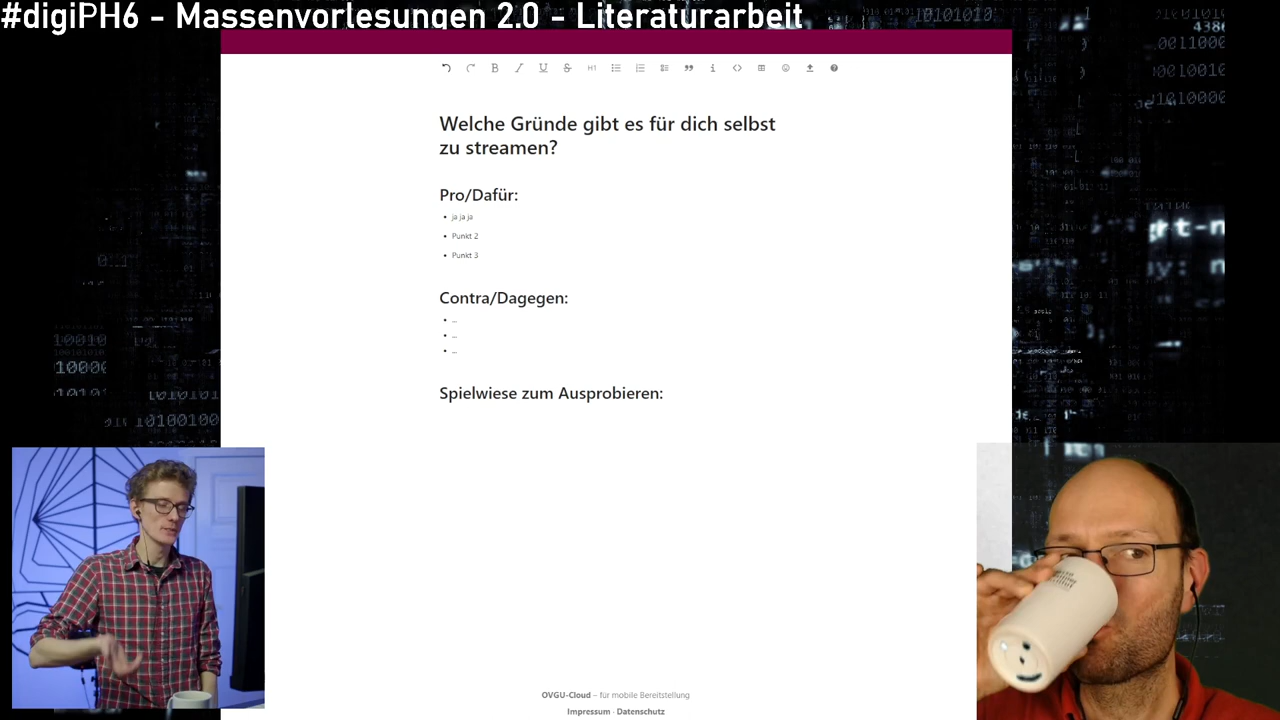 #digiPH6 - Massenvorlesungen 2.0 - Literaturarbeit
H1
Welche Gründe gibt es für dich selbst
zu streamen?
Pro/Dafür:
• ja ja ja
• Punkt 2
• Punkt 3
Contra/Dagegen:
• ...
• ...
• ...
Spielwiese zum Ausprobieren:
OVGU-Cloud – für mobile Bereitstellung
Impressum · Datenschutz